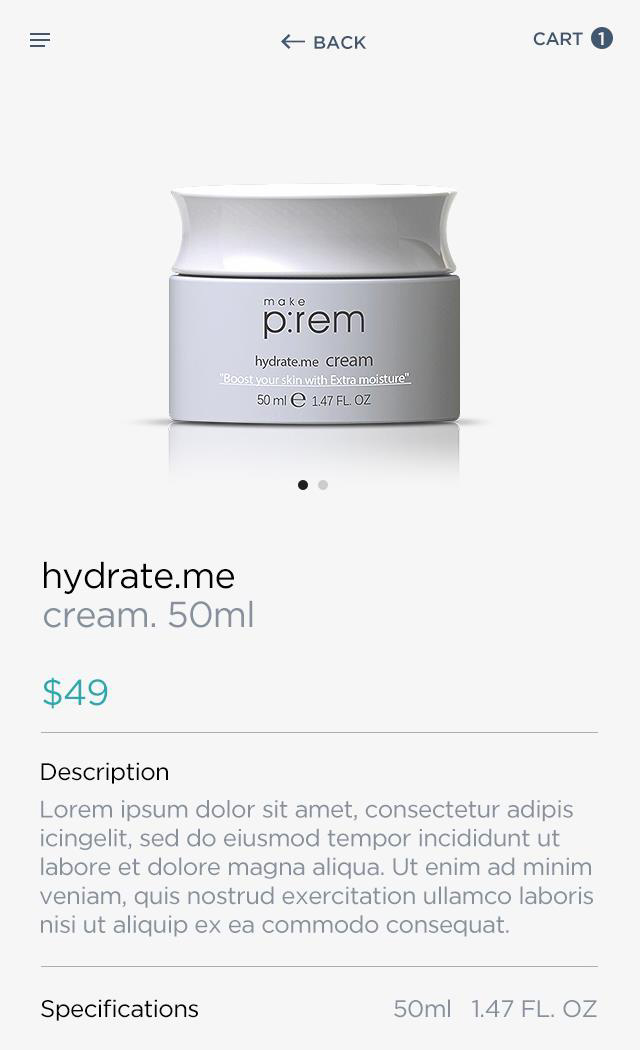 BACK
CART 1
make
p:rem
hydrate.me cream
"Boost your skin with Extra moisture"
50 ml ℮ 1.47 FL. OZ
hydrate.me
cream. 50ml
$49
Description
Lorem ipsum dolor sit amet, consectetur adipis
icingelit, sed do eiusmod tempor incididunt ut
labore et dolore magna aliqua. Ut enim ad minim
veniam, quis nostrud exercitation ullamco laboris
nisi ut aliquip ex ea commodo consequat.
Specifications 50ml 1.47 FL. OZ